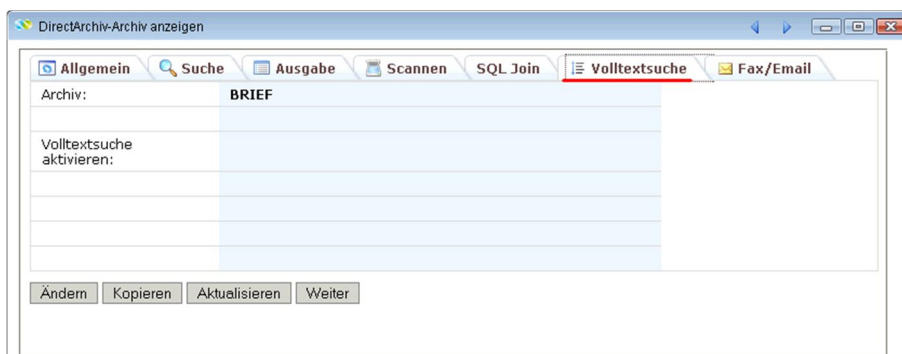 DirectArchiv-Archiv anzeigen
Allgemein Suche Ausgabe Scannen SQL Join Volltextsuche Fax/Email
Archiv: BRIEF
Volltextsuche
aktivieren:
Ändern Kopieren Aktualisieren Weiter